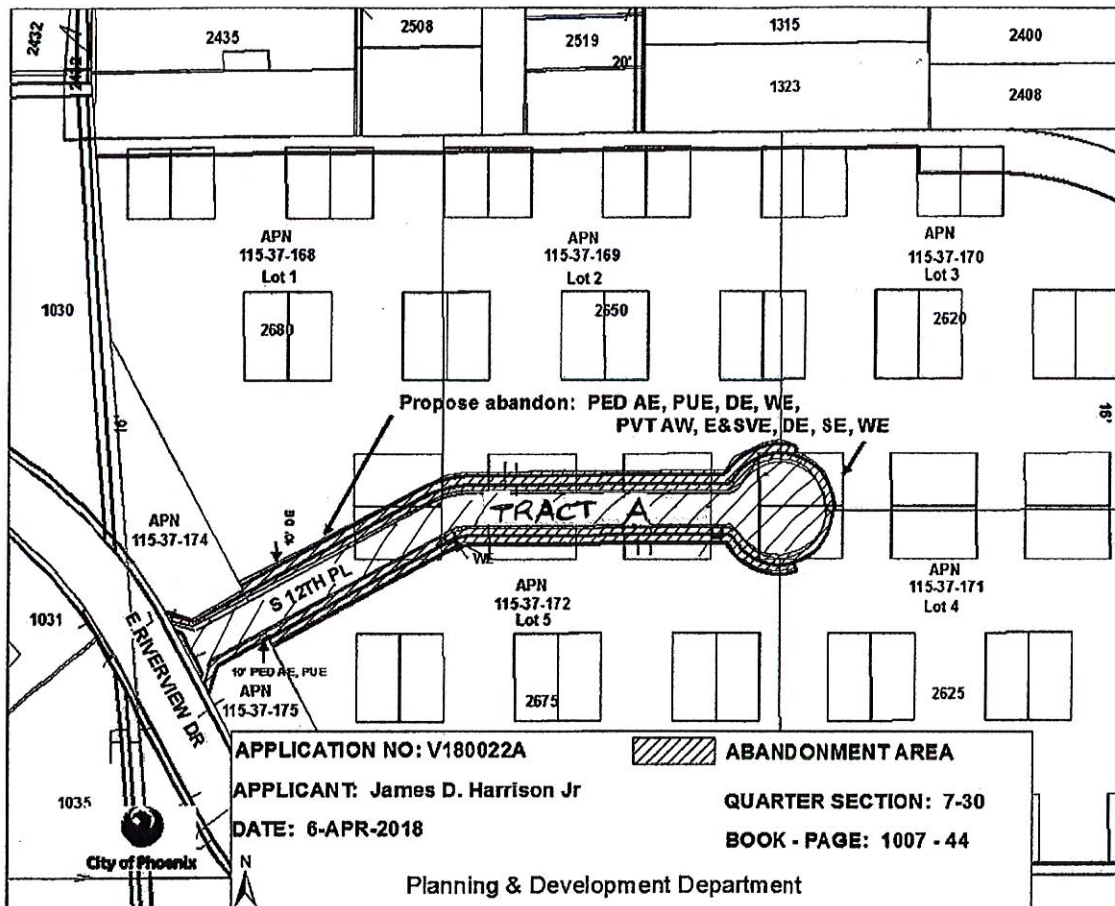 2432
2412
2435
2508
2519
20'
1315
1323
2400
2408
APN
115-37-168
Lot 1
APN
115-37-169
Lot 2
APN
115-37-170
Lot 3
1030
2680
2650
2620
16'
16'
Propose abandon: PED AE, PUE, DE, WE,
PVT AW, E&SVE, DE, SE, WE
APN
115-37-174
S 12TH PL
TRACT A
WE
10' PED AE, PUE
1031
E RIVERVIEW DR
APN
115-37-175
APN
115-37-172
Lot 5
APN
115-37-171
Lot 4
2675
2625
1035
City of Phoenix
N
APPLICATION NO: V180022A
APPLICANT: James D. Harrison Jr
DATE: 6-APR-2018
ABANDONMENT AREA
QUARTER SECTION: 7-30
BOOK - PAGE: 1007 - 44
Planning & Development Department